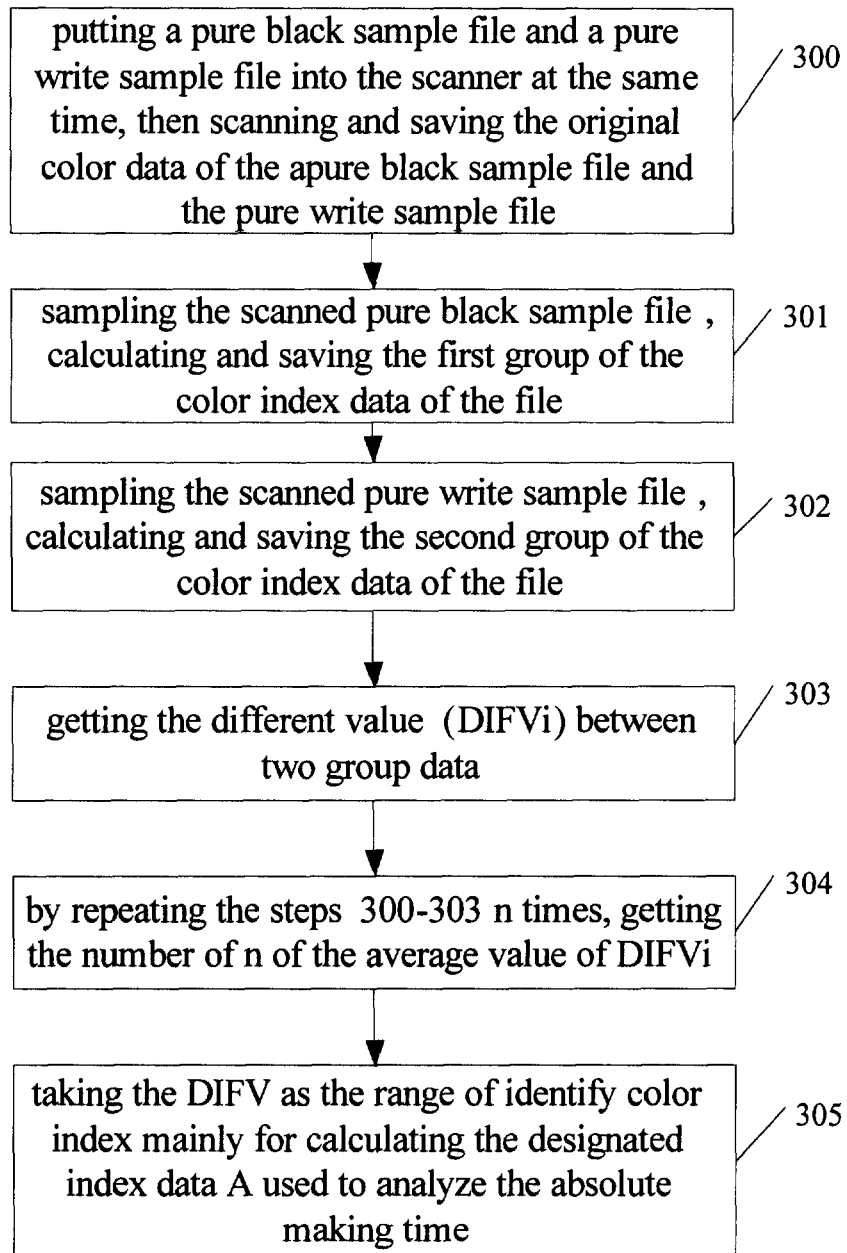 putting a pure black sample file and a pure
write sample file into the scanner at the same
time, then scanning and saving the original
color data of the apure black sample file and
the pure write sample file
300
sampling the scanned pure black sample file ,
calculating and saving the first group of the
color index data of the file
301
sampling the scanned pure write sample file ,
calculating and saving the second group of the
color index data of the file
302
getting the different value (DIFVi) between
two group data
303
by repeating the steps 300-303 n times, getting
the number of n of the average value of DIFVi
304
taking the DIFV as the range of identify color
index mainly for calculating the designated
index data A used to analyze the absolute
making time
305